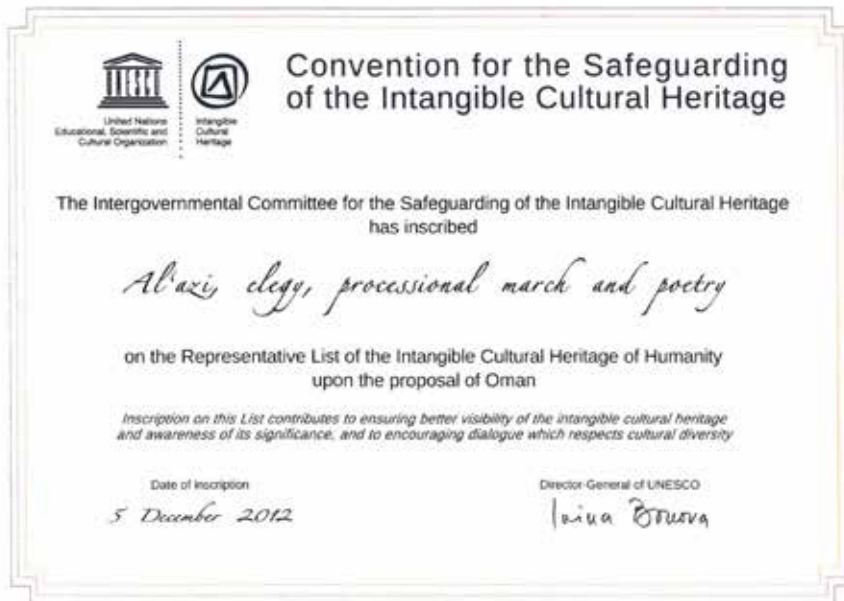 UNESCO
United Nations
Educational, Scientific and
Cultural Organization
Intangible
Cultural
Heritage
Convention for the Safeguarding
of the Intangible Cultural Heritage
The Intergovernmental Committee for the Safeguarding of the Intangible Cultural Heritage
has inscribed
Al'azi, elegy, processional march and poetry
on the Representative List of the Intangible Cultural Heritage of Humanity
upon the proposal of Oman
Inscription on this List contributes to ensuring better visibility of the intangible cultural heritage
and awareness of its significance, and to encouraging dialogue which respects cultural diversity
Date of inscription
5 December 2012
Director-General of UNESCO
Irina Bokova